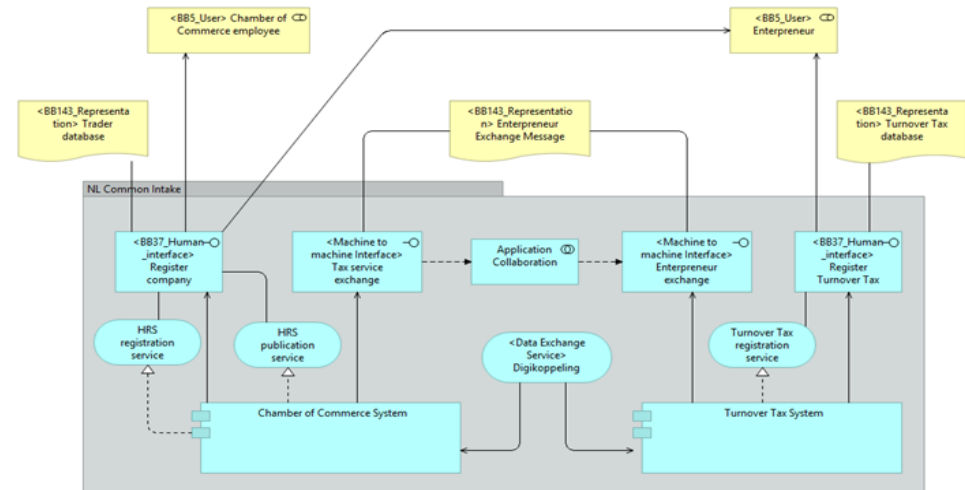 <BB5_User> Chamber of
Commerce employee
<BB5_User>
Enterpreneur
<BB143_Representa
tion> Trader
database
<BB143_Representatio
n> Enterpreneur
Exchange Message
<BB143_Representa
tion> Turnover Tax
database
NL Common Intake
<BB37_Human
_interface>
Register
company
<Machine to
machine Interface>
Tax service
exchange
Application
Collaboration
<Machine to
machine Interface>
Enterpreneur
exchange
<BB37_Human
_interface>
Register
Turnover Tax
HRS
registration
service
HRS
publication
service
<Data Exchange
Service>
Digikoppeling
Turnover Tax
registration
service
Chamber of Commerce System
Turnover Tax System